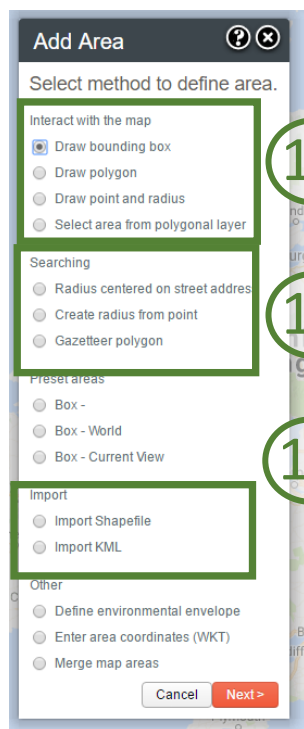 Add Area
Select method to define area.
Interact with the map
Draw bounding box
Draw polygon
Draw point and radius
Select area from polygonal layer
Searching
Radius centered on street addres
Create radius from point
Gazetteer polygon
Preset areas
Box -
Box - World
Box - Current View
Import
Import Shapefile
Import KML
Other
Define environmental envelope
Enter area coordinates (WKT)
Merge map areas
Cancel
Next >
1
1
1